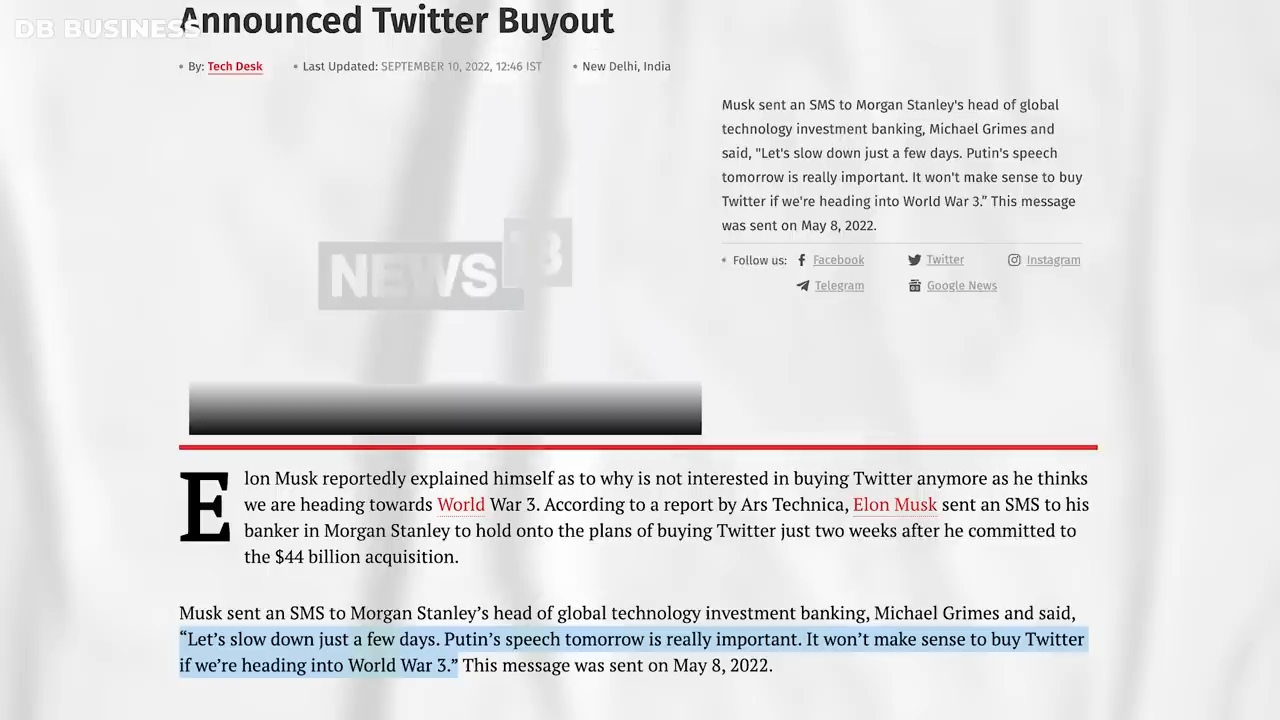 Announced Twitter Buyout
DB BUSINESS
By: Tech Desk
Last Updated: SEPTEMBER 10, 2022, 12:46 IST
New Delhi, India
Musk sent an SMS to Morgan Stanley's head of global
technology investment banking, Michael Grimes and
said, "Let's slow down just a few days. Putin's speech
tomorrow is really important. It won't make sense to buy
Twitter if we're heading into World War 3.” This message
was sent on May 8, 2022.
Follow us: Facebook Twitter Instagram
Telegram Google News
NEWS 18
Elon Musk reportedly explained himself as to why is not interested in buying Twitter anymore as he thinks
we are heading towards World War 3. According to a report by Ars Technica, Elon Musk sent an SMS to his
banker in Morgan Stanley to hold onto the plans of buying Twitter just two weeks after he committed to
the $44 billion acquisition.
Musk sent an SMS to Morgan Stanley’s head of global technology investment banking, Michael Grimes and said,
“Let’s slow down just a few days. Putin’s speech tomorrow is really important. It won’t make sense to buy Twitter
if we’re heading into World War 3.” This message was sent on May 8, 2022.